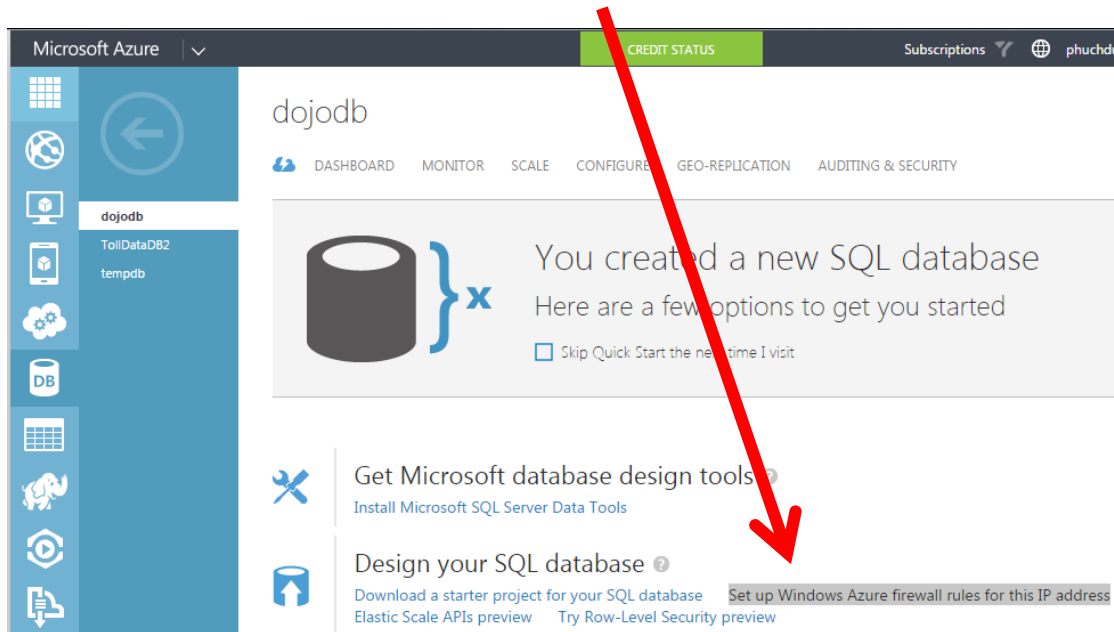 Microsoft Azure
CREDIT STATUS
Subscriptions
phuchdu
dojodb
DASHBOARD MONITOR SCALE CONFIGURE GEO-REPLICATION AUDITING & SECURITY
dojodb
TollDataDB2
tempdb
x
You created a new SQL database
Here are a few options to get you started
Skip Quick Start the next time I visit
DB
Get Microsoft database design tools ?
Install Microsoft SQL Server Data Tools
Design your SQL database ?
Download a starter project for your SQL database Set up Windows Azure firewall rules for this IP address
Elastic Scale APIs preview Try Row-Level Security preview